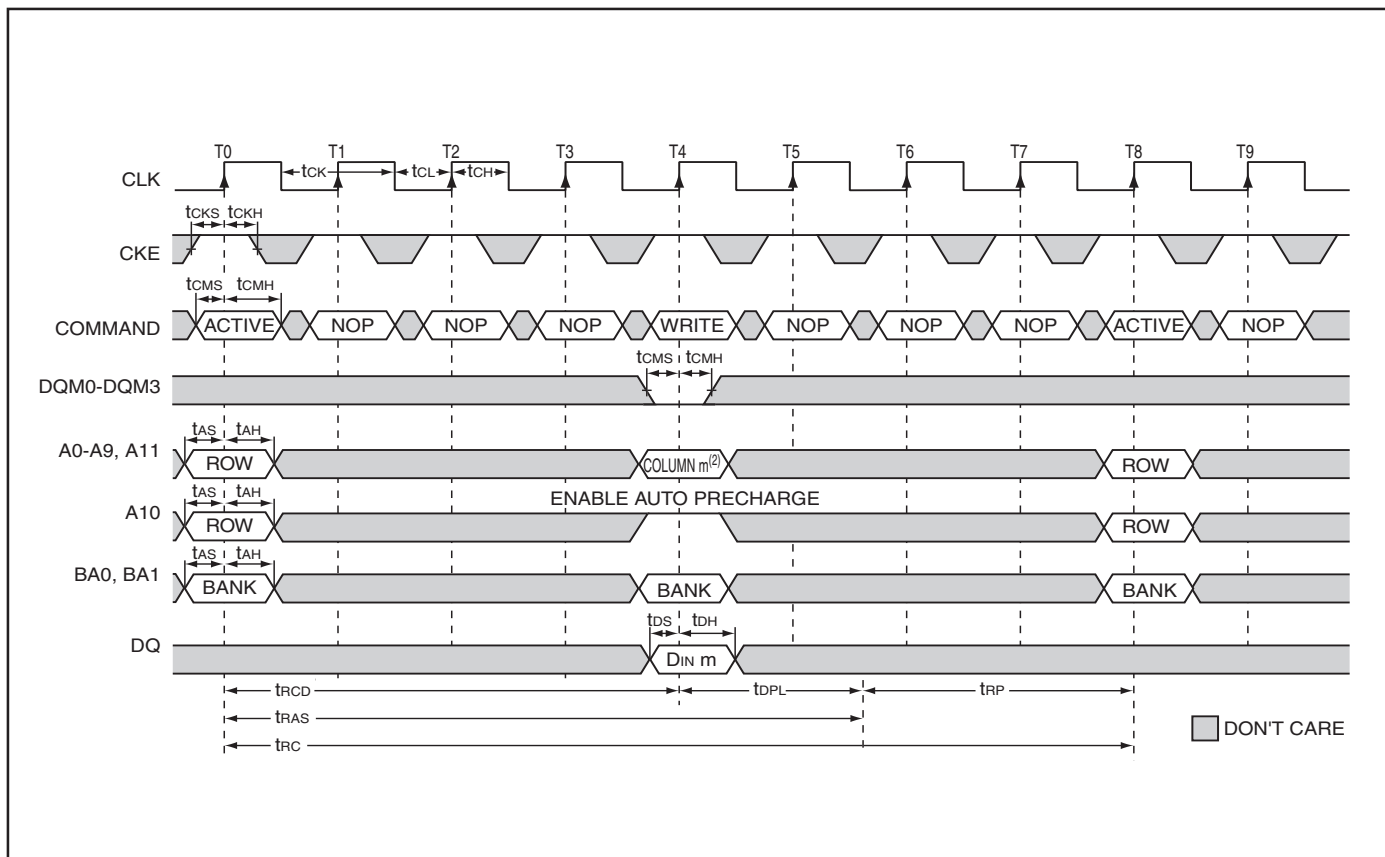 T0 T1 T2 T3 T4 T5 T6 T7 T8 T9
CLK tCK tCL tCH
tCKS tCKH
CKE
tCMS tCMH
COMMAND ACTIVE NOP NOP NOP WRITE NOP NOP NOP ACTIVE NOP
tCMS tCMH
DQM0-DQM3
tAS tAH
A0-A9, A11 ROW COLUMN m(2) ROW
tAS tAH ENABLE AUTO PRECHARGE
A10 ROW ROW
tAS tAH
BA0, BA1 BANK BANK BANK
tDS tDH
DQ DIN m
tRCD tDPL tRP
tRAS
DON'T CARE
tRC